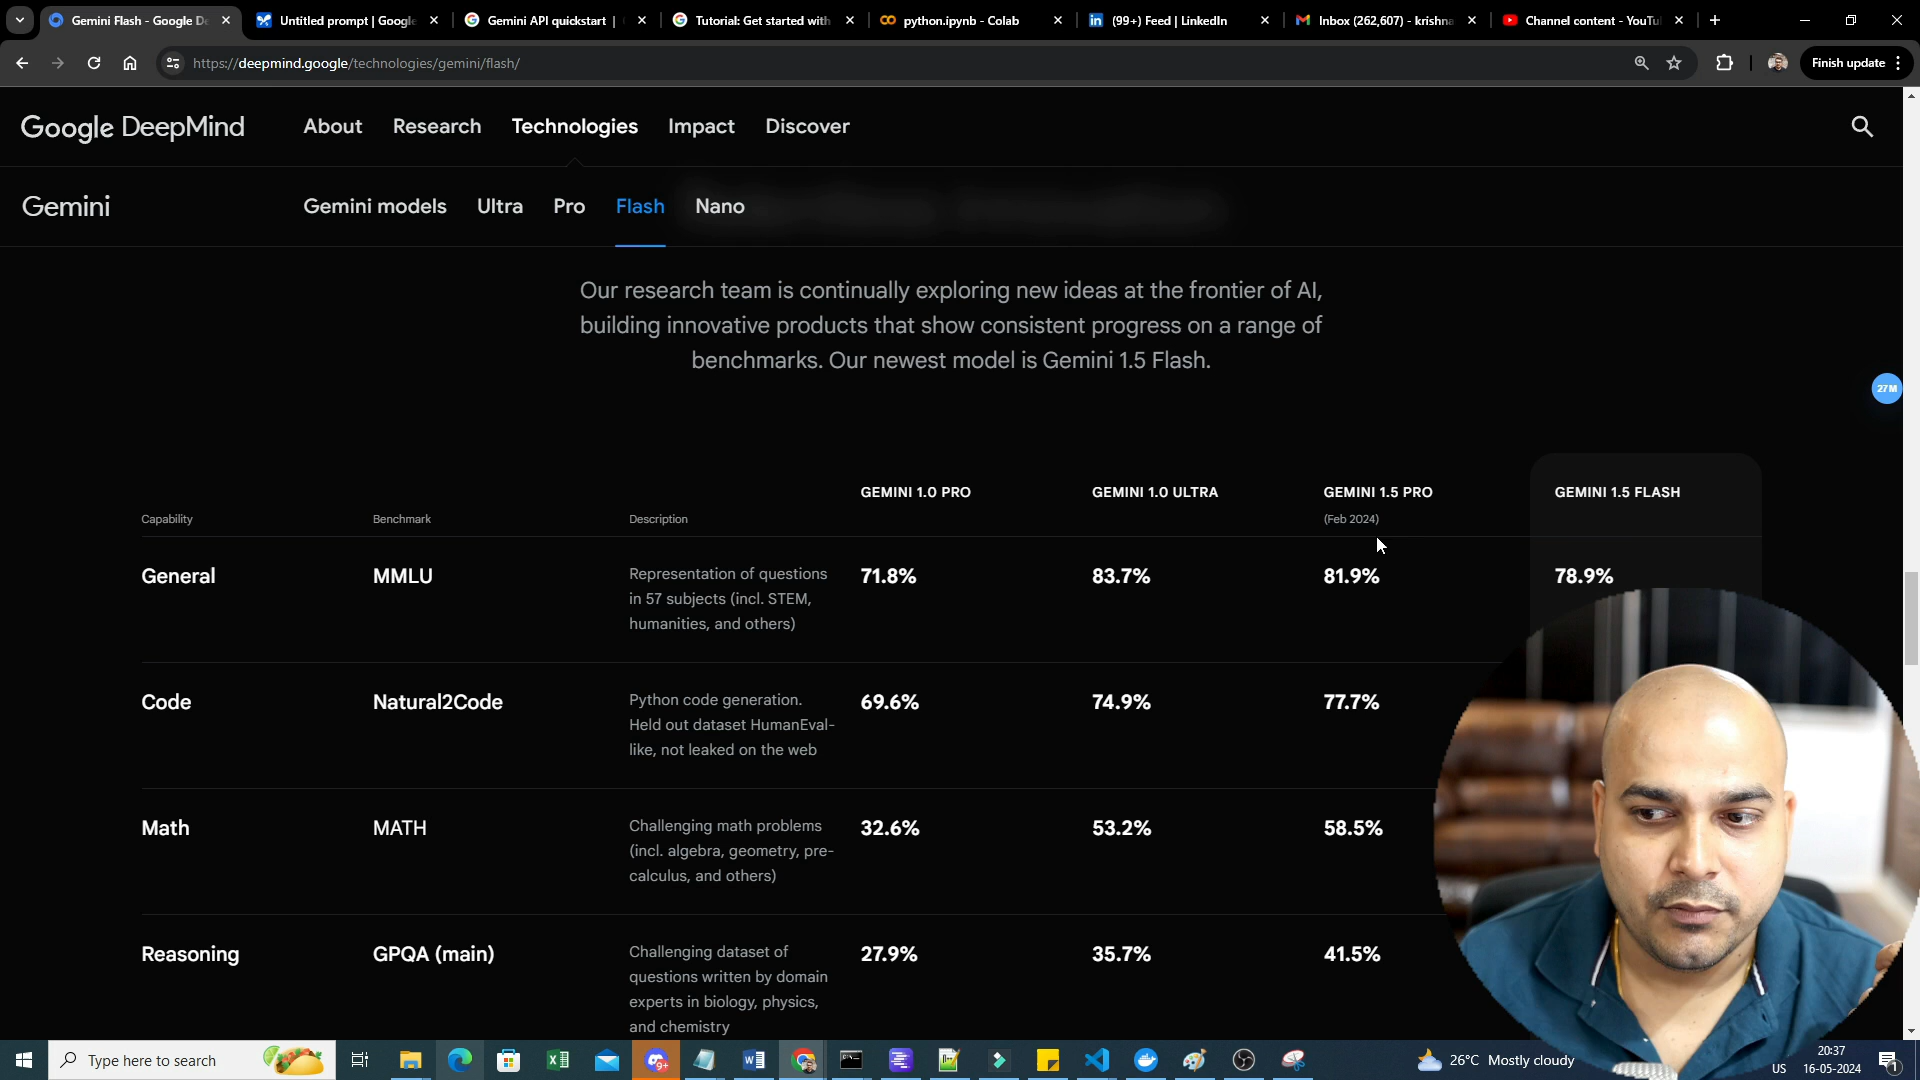 Gemini Flash - Google De
Untitled prompt | Google
Gemini API quickstart |
Tutorial: Get started with
python.ipynb - Colab
(99+) Feed | LinkedIn
Inbox (262,607) - krishna
Channel content - YouTu
https://deepmind.google/technologies/gemini/flash/
Finish update
Google DeepMind
About Research Technologies Impact Discover
Gemini
Gemini models Ultra Pro Flash Nano
Our research team is continually exploring new ideas at the frontier of AI,
building innovative products that show consistent progress on a range of
benchmarks. Our newest model is Gemini 1.5 Flash.
27M
GEMINI 1.0 PRO GEMINI 1.0 ULTRA GEMINI 1.5 PRO GEMINI 1.5 FLASH
Capability Benchmark Description (Feb 2024)
General MMLU Representation of questions 71.8% 83.7% 81.9% 78.9%
in 57 subjects (incl. STEM,
humanities, and others)
Code Natural2Code Python code generation. 69.6% 74.9% 77.7%
Held out dataset HumanEval-
like, not leaked on the web
Math MATH Challenging math problems 32.6% 53.2% 58.5%
(incl. algebra, geometry, pre-
calculus, and others)
Reasoning GPQA (main) Challenging dataset of 27.9% 35.7% 41.5%
questions written by domain
experts in biology, physics,
and chemistry
Type here to search
9+
26°C Mostly cloudy
US
20:37
16-05-2024
1